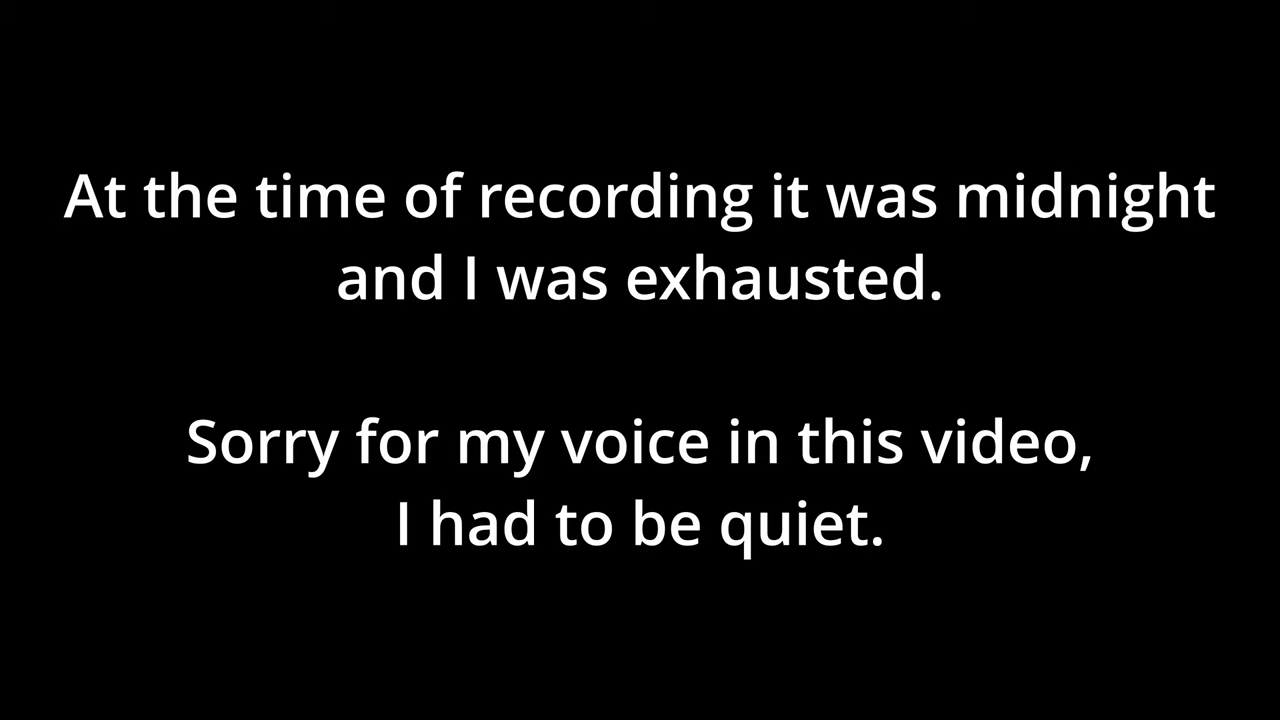 At the time of recording it was midnight
and I was exhausted.
Sorry for my voice in this video,
I had to be quiet.